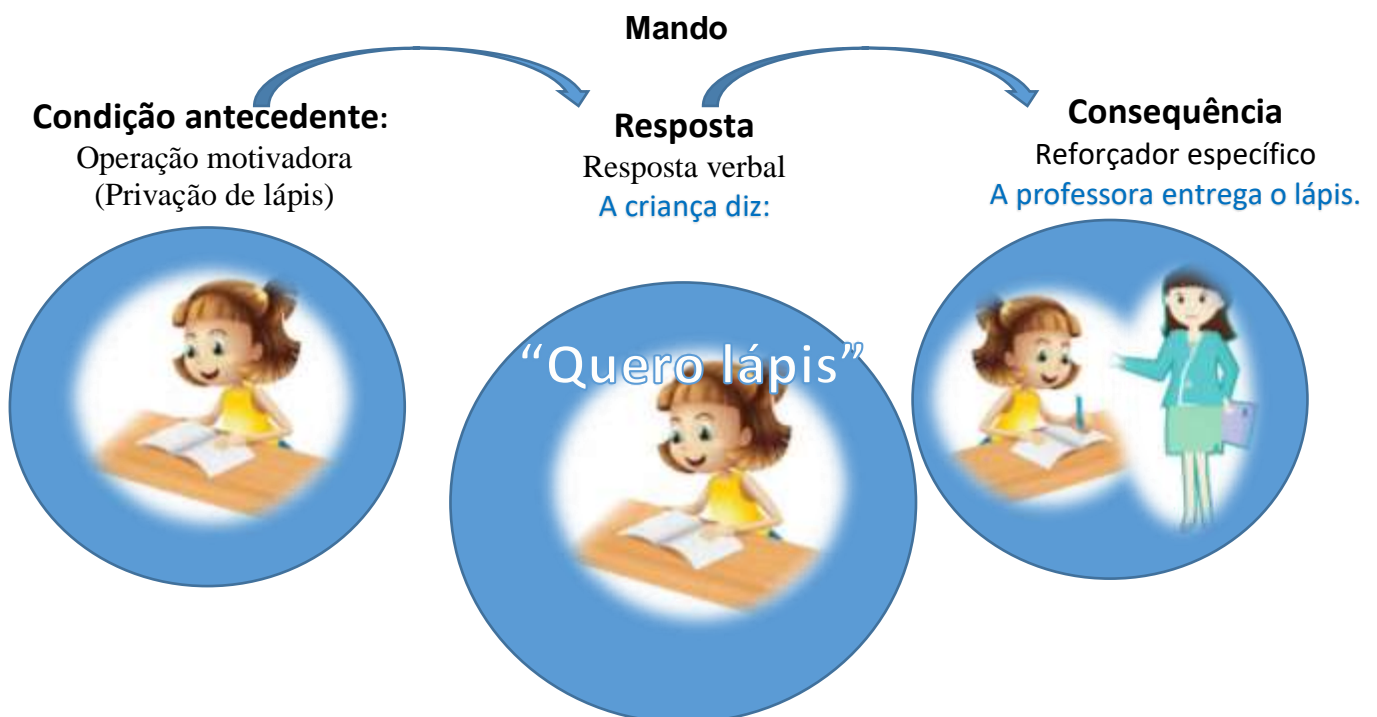 Mando
Condição antecedente:
Operação motivadora
(Privação de lápis)
Resposta
Resposta verbal
A criança diz:
“Quero lápis”
Consequência
Reforçador específico
A professora entrega o lápis.